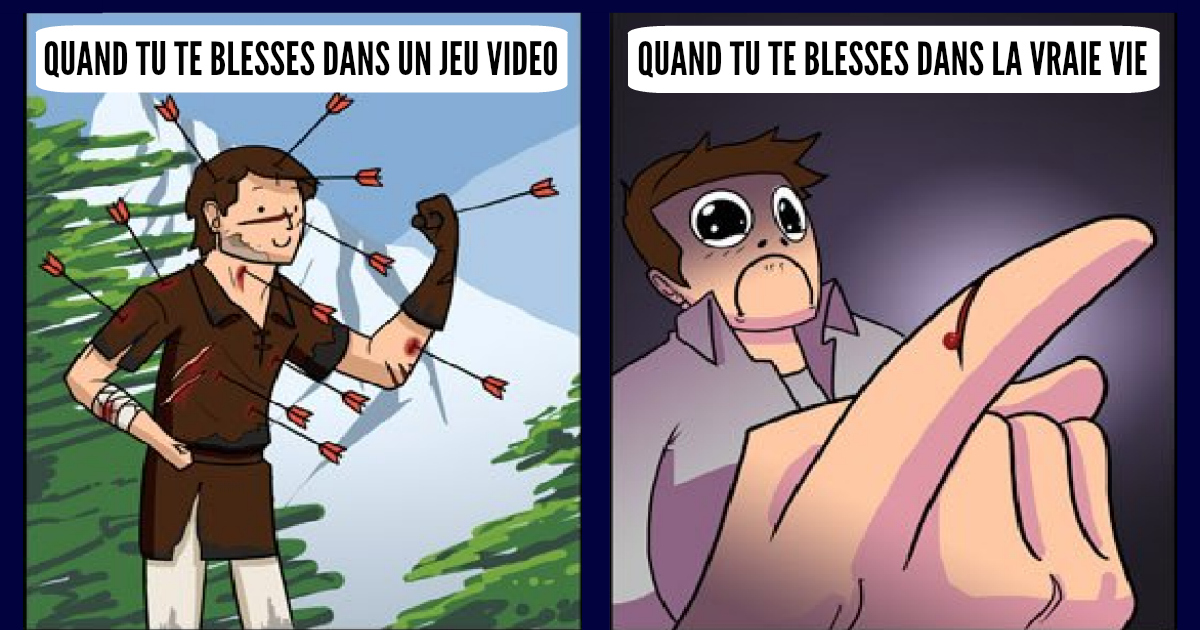 QUAND TU TE BLESSES DANS UN JEU VIDEO
QUAND TU TE BLESSES DANS LA VRAIE VIE